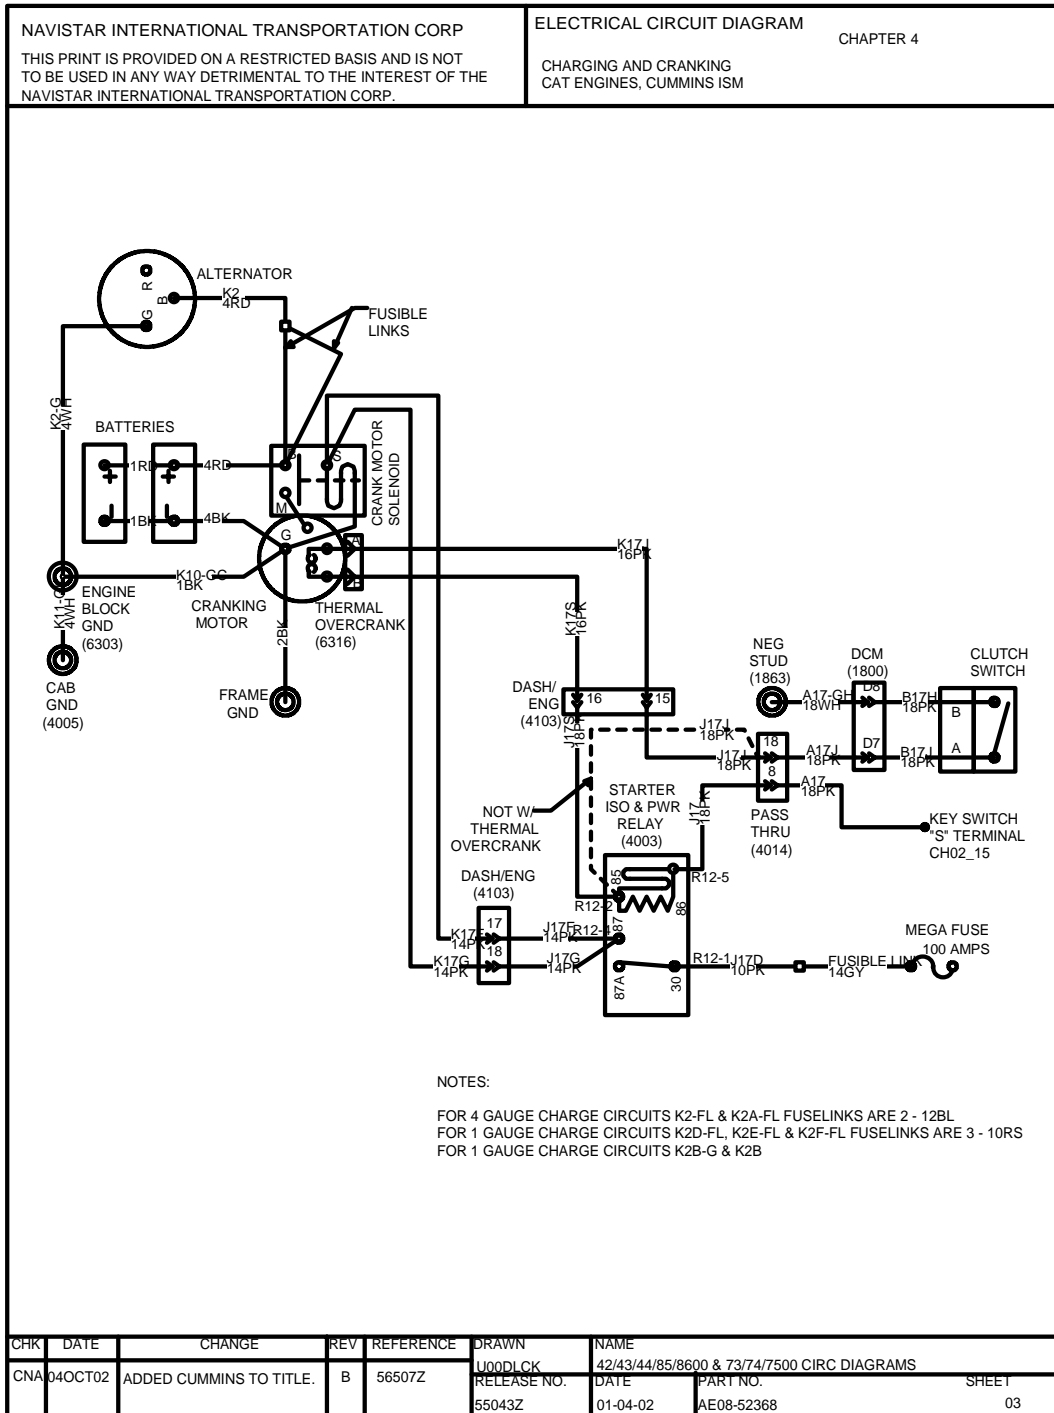 NAVISTAR INTERNATIONAL TRANSPORTATION CORP
THIS PRINT IS PROVIDED ON A RESTRICTED BASIS AND IS NOT
TO BE USED IN ANY WAY DETRIMENTAL TO THE INTEREST OF THE
NAVISTAR INTERNATIONAL TRANSPORTATION CORP.
ELECTRICAL CIRCUIT DIAGRAM
CHAPTER 4
CHARGING AND CRANKING
CAT ENGINES, CUMMINS ISM
ALTERNATOR
R
B
G
K2
4RD
FUSIBLE
LINKS
K2-G
4WH
BATTERIES
1RD
4RD
+
+
1BK
4BK
B
S
M
G
CRANK MOTOR
SOLENOID
A
B
K17J
16PK
K10-GC
1BK
ENGINE
BLOCK
GND
(6303)
K11-G
4WH
CRANKING
MOTOR
THERMAL
OVERCRANK
(6316)
2BK
K17S
16PK
CAB
GND
(4005)
FRAME
GND
DASH/
ENG
(4103)
16
15
J17S
18PK
NEG
STUD
(1863)
DCM
(1800)
CLUTCH
SWITCH
A17-GH
18WH
D8
B17H
18PK
B
J17J
18PK
18
J17J
18PK
A17J
18PK
D7
B17J
18PK
A
8
A17
18PK
J17
18PK
NOT W/
THERMAL
OVERCRANK
STARTER
ISO & PWR
RELAY
(4003)
PASS
THRU
(4014)
KEY SWITCH
"S" TERMINAL
CH02_15
DASH/ENG
(4103)
85
R12-5
R12-2
86
17
K17F
14PK
J17F
14PK
R12-4
87
18
K17G
14PK
J17G
14PK
87A
30
R12-1
J17D
10PK
FUSIBLE LINK
14GY
MEGA FUSE
100 AMPS
NOTES:
FOR 4 GAUGE CHARGE CIRCUITS K2-FL & K2A-FL FUSELINKS ARE 2 - 12BL
FOR 1 GAUGE CHARGE CIRCUITS K2D-FL, K2E-FL & K2F-FL FUSELINKS ARE 3 - 10RS
FOR 1 GAUGE CHARGE CIRCUITS K2B-G & K2B
CHK DATE CHANGE REV REFERENCE DRAWN NAME
CNA 04OCT02 ADDED CUMMINS TO TITLE. B 56507Z
U00DLCK 42/43/44/85/8600 & 73/74/7500 CIRC DIAGRAMS
RELEASE NO. DATE PART NO. SHEET
55043Z 01-04-02 AE08-52368 03